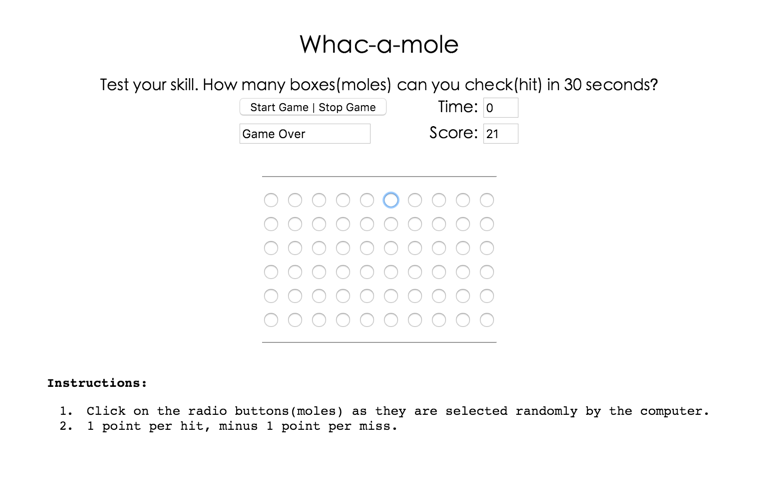 Whac-a-mole
Test your skill. How many boxes(moles) can you check(hit) in 30 seconds?
Start Game | Stop Game Time: 0
Game Over Score: 21
Instructions:
1. Click on the radio buttons(moles) as they are selected randomly by the computer.
2. 1 point per hit, minus 1 point per miss.